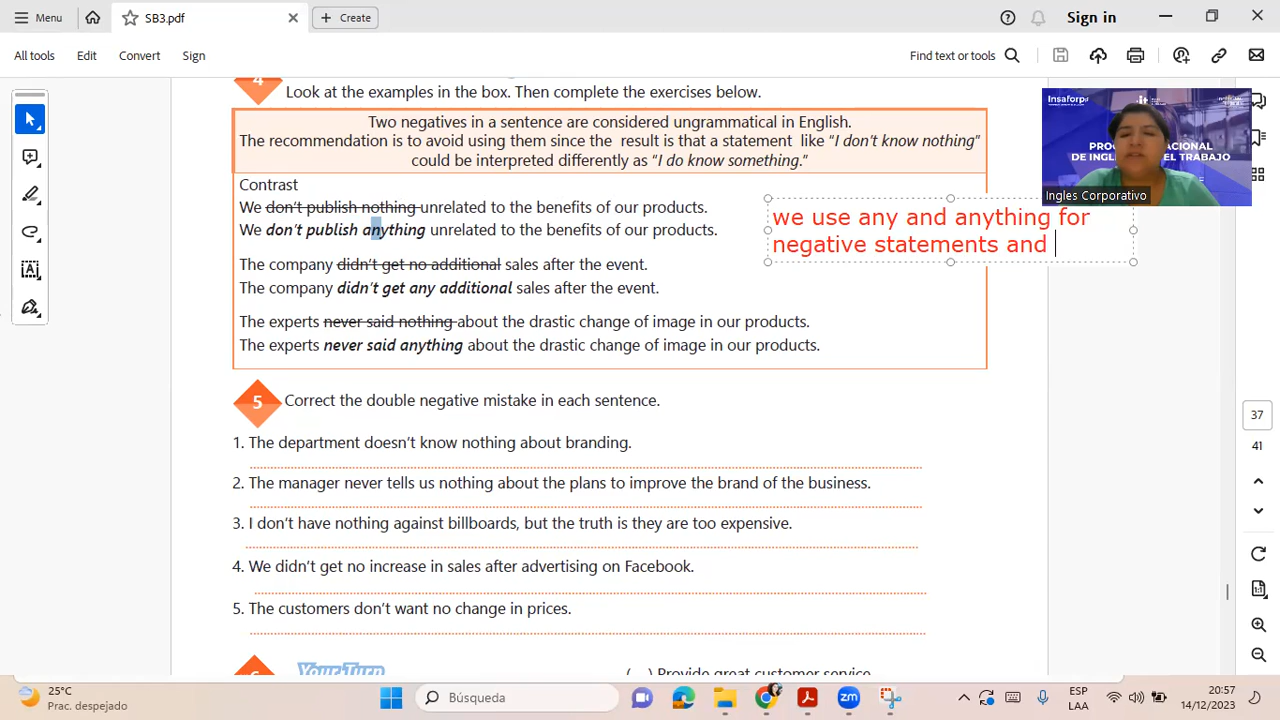 Menu
SB3.pdf
Create
Sign in
All tools
Edit
Convert
Sign
Find text or tools
Look at the examples in the box. Then complete the exercises below.
Two negatives in a sentence are considered ungrammatical in English.
The recommendation is to avoid using them since the result is that a statement like “I don’t know nothing”
could be interpreted differently as “I do know something.”
Contrast
We don’t publish nothing unrelated to the benefits of our products.
We don’t publish anything unrelated to the benefits of our products.
The company didn’t get no additional sales after the event.
The company didn’t get any additional sales after the event.
The experts never said nothing about the drastic change of image in our products.
The experts never said anything about the drastic change of image in our products.
we use any and anything for
negative statements and
Insaforp
Ingles Corporativo
5 Correct the double negative mistake in each sentence.
1. The department doesn’t know nothing about branding.
2. The manager never tells us nothing about the plans to improve the brand of the business.
3. I don’t have nothing against billboards, but the truth is they are too expensive.
4. We didn’t get no increase in sales after advertising on Facebook.
5. The customers don’t want no change in prices.
Your Turn
( ) Provide great customer service
37
41
25°C
Prac. despejado
Búsqueda
ESP
LAA
20:57
14/12/2023